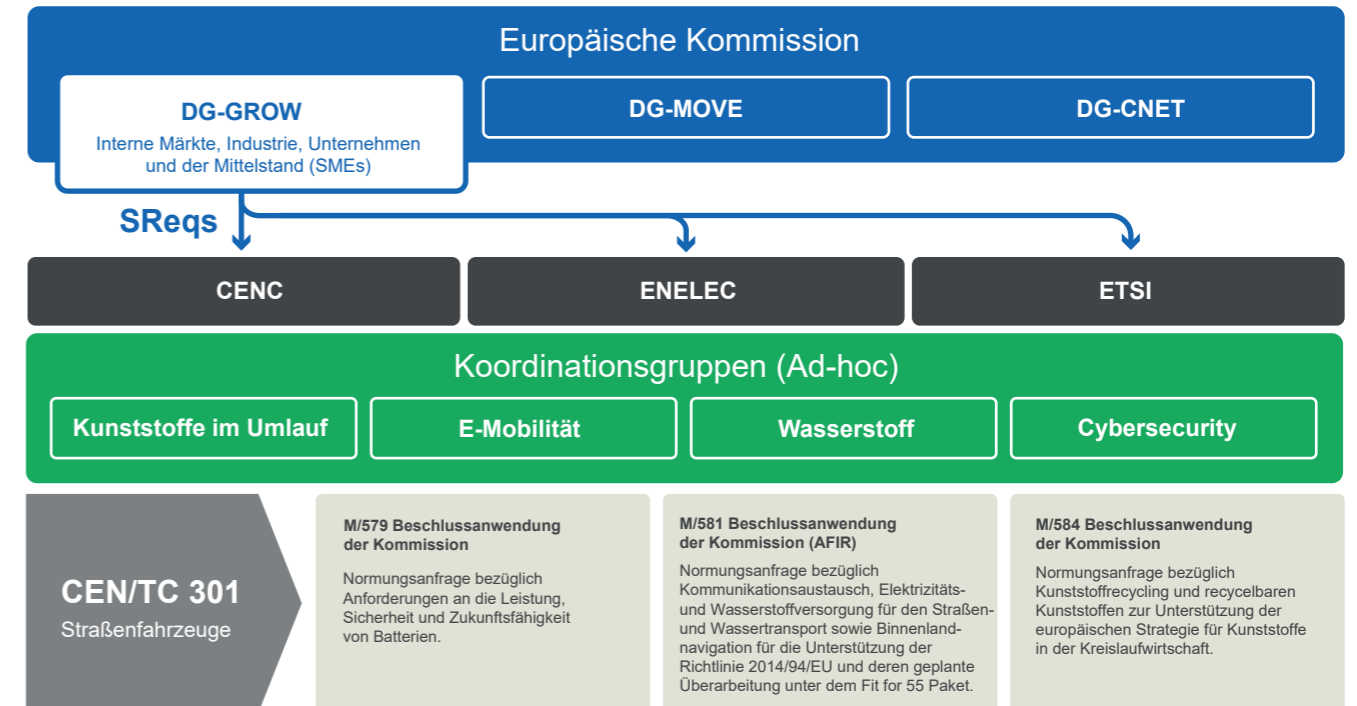 Europäische Kommission
DG-GROW
Interne Märkte, Industrie, Unternehmen
und der Mittelstand (SMEs)
DG-MOVE
DG-CNET
SReqs
CENC
ENELEC
ETSI
Koordinationsgruppen (Ad-hoc)
Kunststoffe im Umlauf
E-Mobilität
Wasserstoff
Cybersecurity
CEN/TC 301
Straßenfahrzeuge
M/579 Beschlussanwendung
der Kommission
Normungsanfrage bezüglich
Anforderungen an die Leistung,
Sicherheit und Zukunftsfähigkeit
von Batterien.
M/581 Beschlussanwendung
der Kommission (AFIR)
Normungsanfrage bezüglich
Kommunikationsaustausch, Elektrizitäts-
und Wasserstoffversorgung für den Straßen-
und Wassertransport sowie Binnenland-
navigation für die Unterstützung der
Richtlinie 2014/94/EU und deren geplante
Überarbeitung unter dem Fit for 55 Paket.
M/584 Beschlussanwendung
der Kommission
Normungsanfrage bezüglich
Kunststoffrecycling und recycelbaren
Kunststoffen zur Unterstützung der
europäischen Strategie für Kunststoffe
in der Kreislaufwirtschaft.